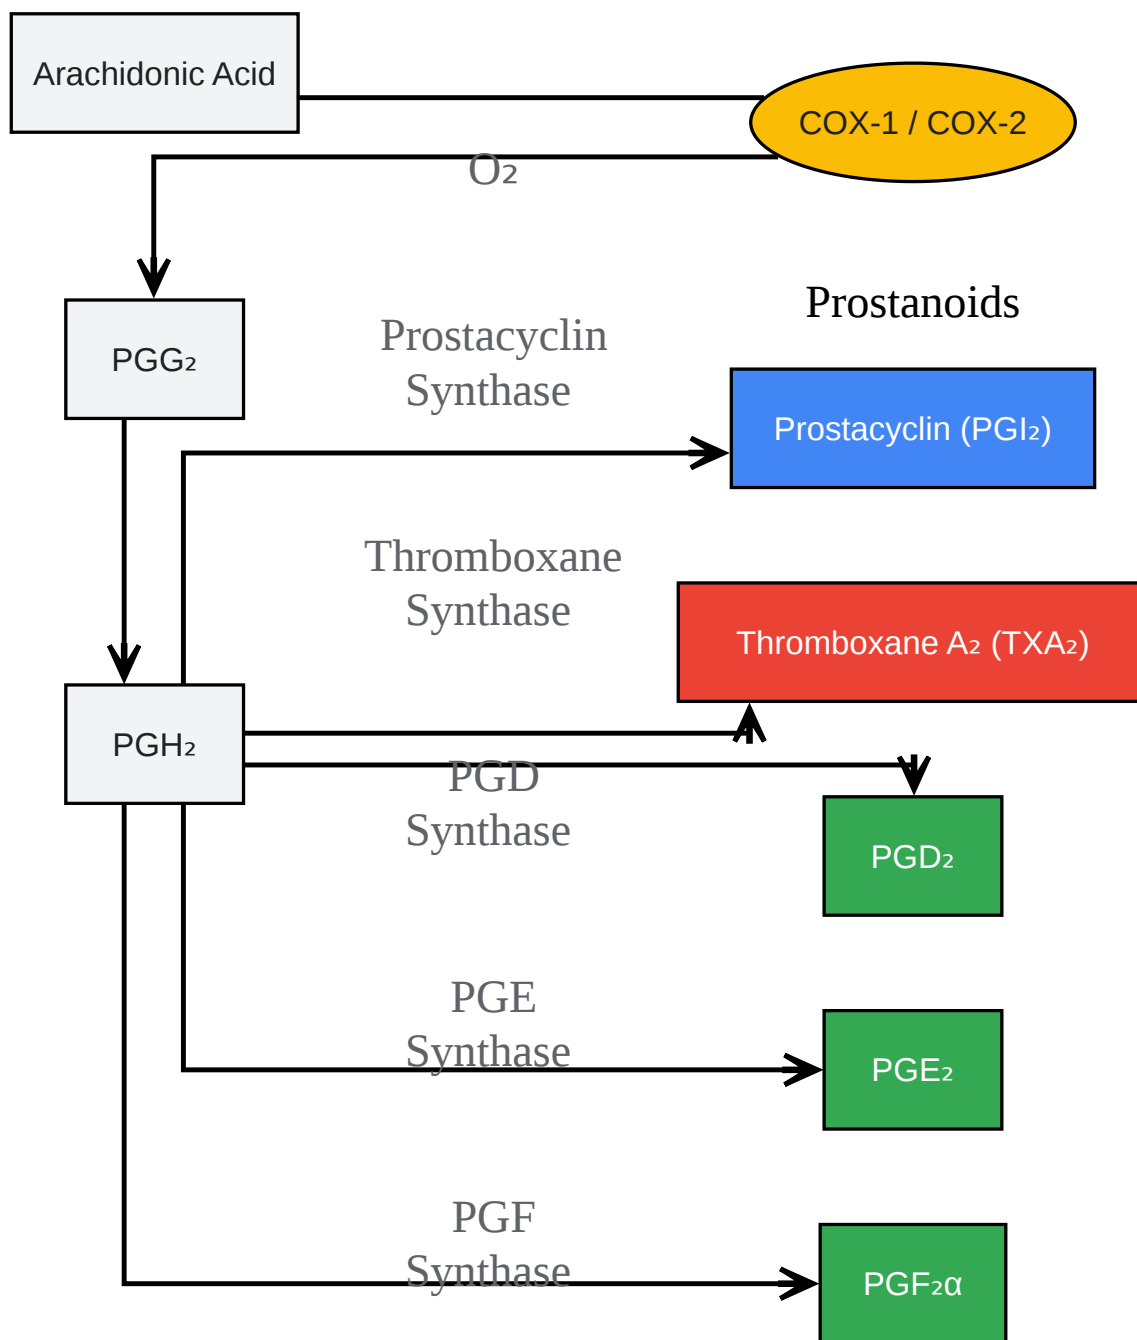 Arachidonic Acid
COX-1 / COX-2
O₂
Prostanoids
PGG₂
Prostacyclin
Synthase
Prostacyclin (PGI₂)
Thromboxane
Synthase
Thromboxane A₂ (TXA₂)
PGH₂
PGD
Synthase
PGD₂
PGE
Synthase
PGE₂
PGF
Synthase
PGF₂α